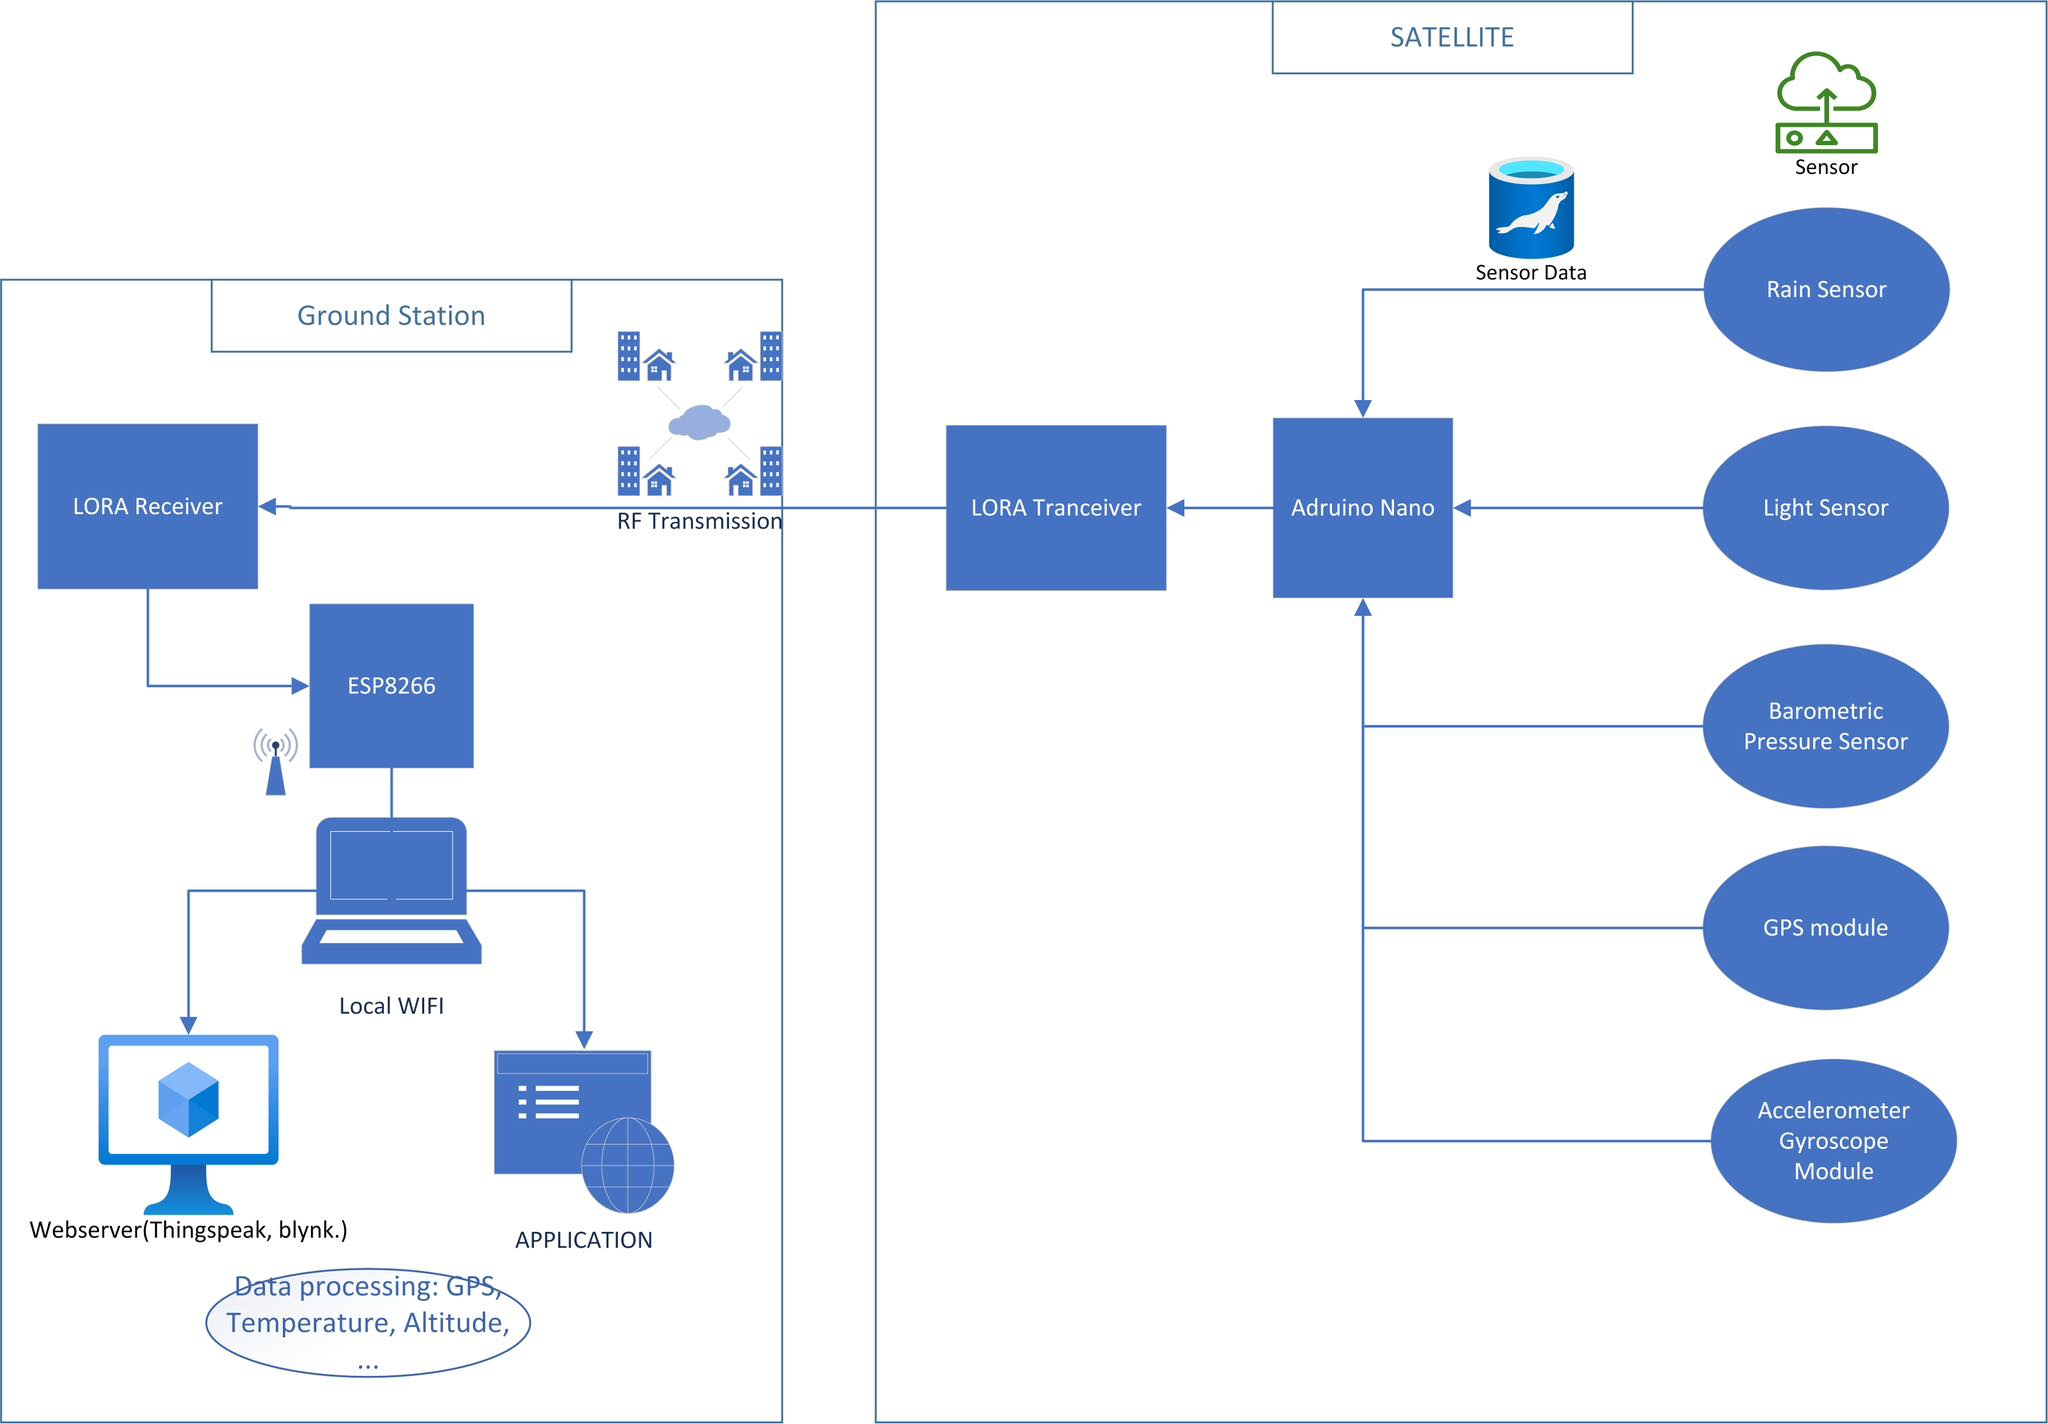 SATELLITE
Sensor
Sensor Data
Rain Sensor
Ground Station
RF Transmission
LORA Receiver
LORA Tranceiver
Adruino Nano
Light Sensor
ESP8266
Barometric
Pressure Sensor
GPS module
Local WIFI
Accelerometer
Gyroscope
Module
Webserver(Thingspeak, blynk.)
APPLICATION
Data processing: GPS,
Temperature, Altitude,
...